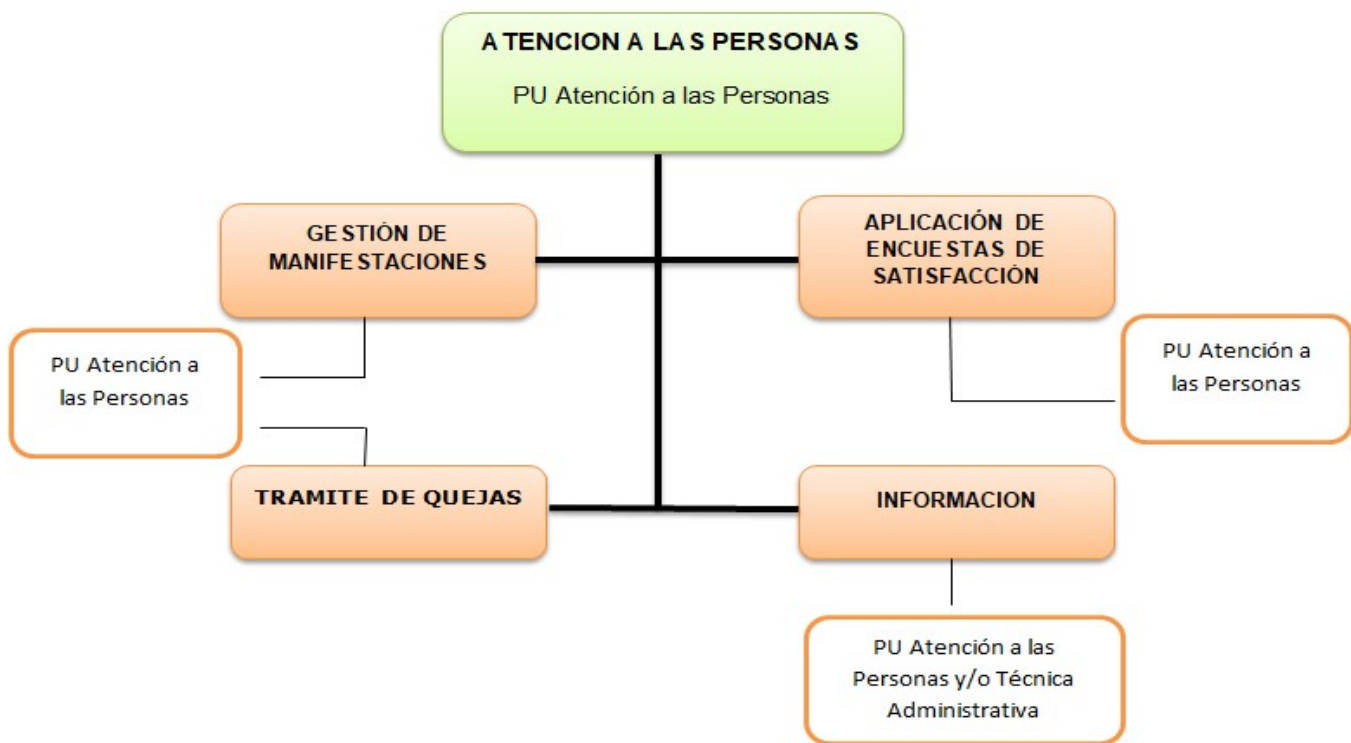 ATENCION A LAS PERSONAS
PU Atención a las Personas
GESTIÓN DE
MANIFESTACIONES
APLICACIÓN DE
ENCUESTAS DE
SATISFACCIÓN
PU Atención a
las Personas
PU Atención a
las Personas
TRAMITE DE QUEJAS
INFORMACION
PU Atención a las
Personas y/o Técnica
Administrativa